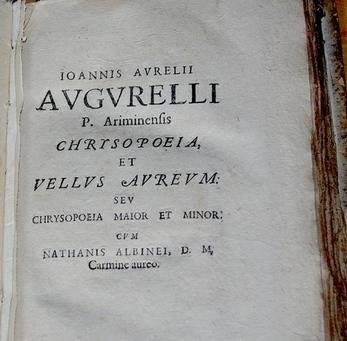 IOANNIS AVRELII
AVGVRELLI
P. Ariminensis
CHRYSOPOEIA,
ET
VELLVS AVREVM:
SEV
CHRYSOPOEIA MAIOR ET MINOR:
CVM
NATHANIS ALBINEI, D. M,
Carmine aureo.